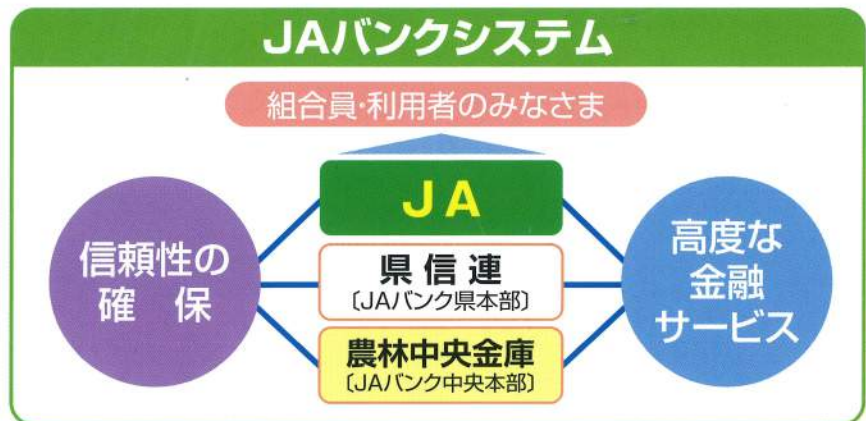 JAバンクシステム
組合員・利用者のみなさま
JA
信頼性の
確　保
県信連
〔JAバンク県本部〕
農林中央金庫
〔JAバンク中央本部〕
高度な
金融
サービス